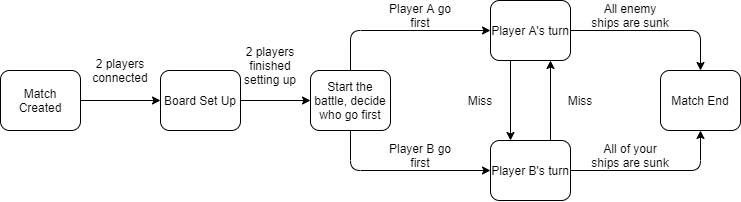 Match
Created
2 players
connected
Board Set Up
2 players
finished
setting up
Start the
battle, decide
who go first
Player A go
first
Player A's turn
All enemy
ships are sunk
Miss
Miss
Match End
Player B go
first
Player B's turn
All of your
ships are sunk